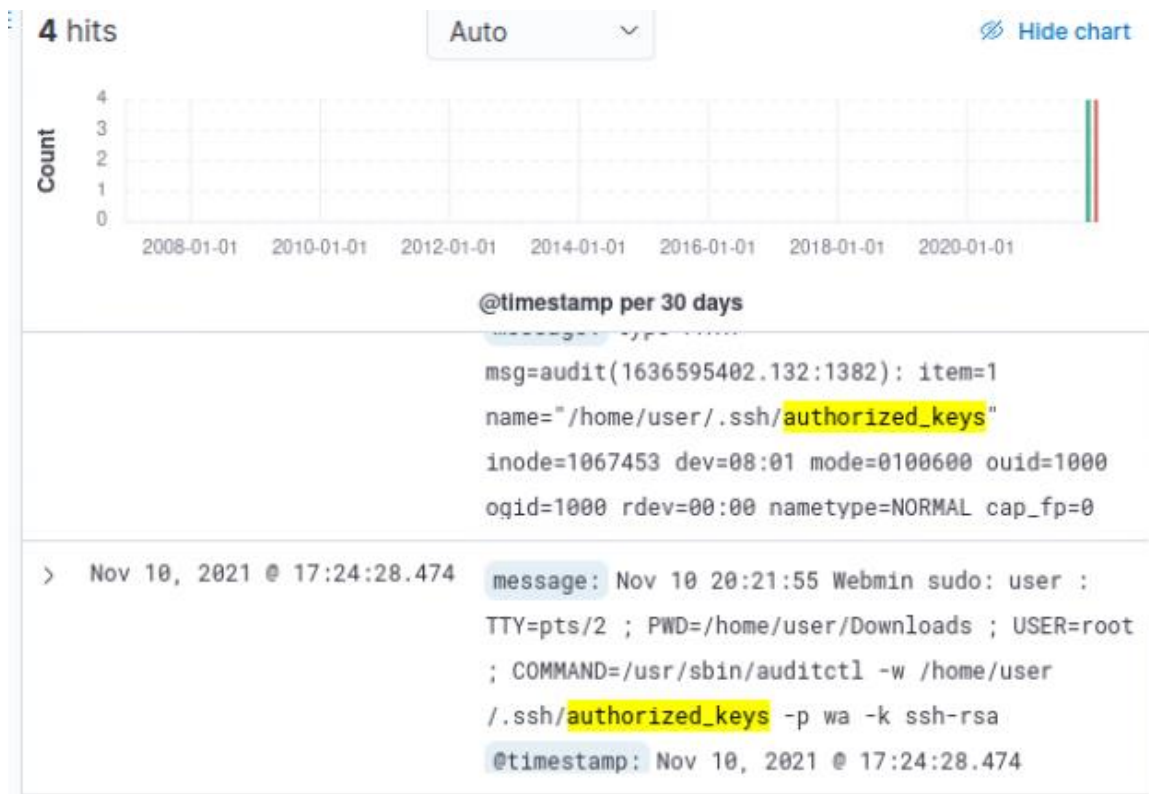 4 hits
Auto
Hide chart
Count
4
3
2
1
0
2008-01-01 2010-01-01 2012-01-01 2014-01-01 2016-01-01 2018-01-01 2020-01-01
@timestamp per 30 days
msg=audit(1636595402.132:1382): item=1
name="/home/user/.ssh/authorized_keys"
inode=1067453 dev=08:01 mode=0100600 ouid=1000
ogid=1000 rdev=00:00 nametype=NORMAL cap_fp=0
> Nov 10, 2021 @ 17:24:28.474
message: Nov 10 20:21:55 Webmin sudo: user :
TTY=pts/2 ; PWD=/home/user/Downloads ; USER=root
; COMMAND=/usr/sbin/auditctl -w /home/user
/.ssh/authorized_keys -p wa -k ssh-rsa
@timestamp: Nov 10, 2021 @ 17:24:28.474